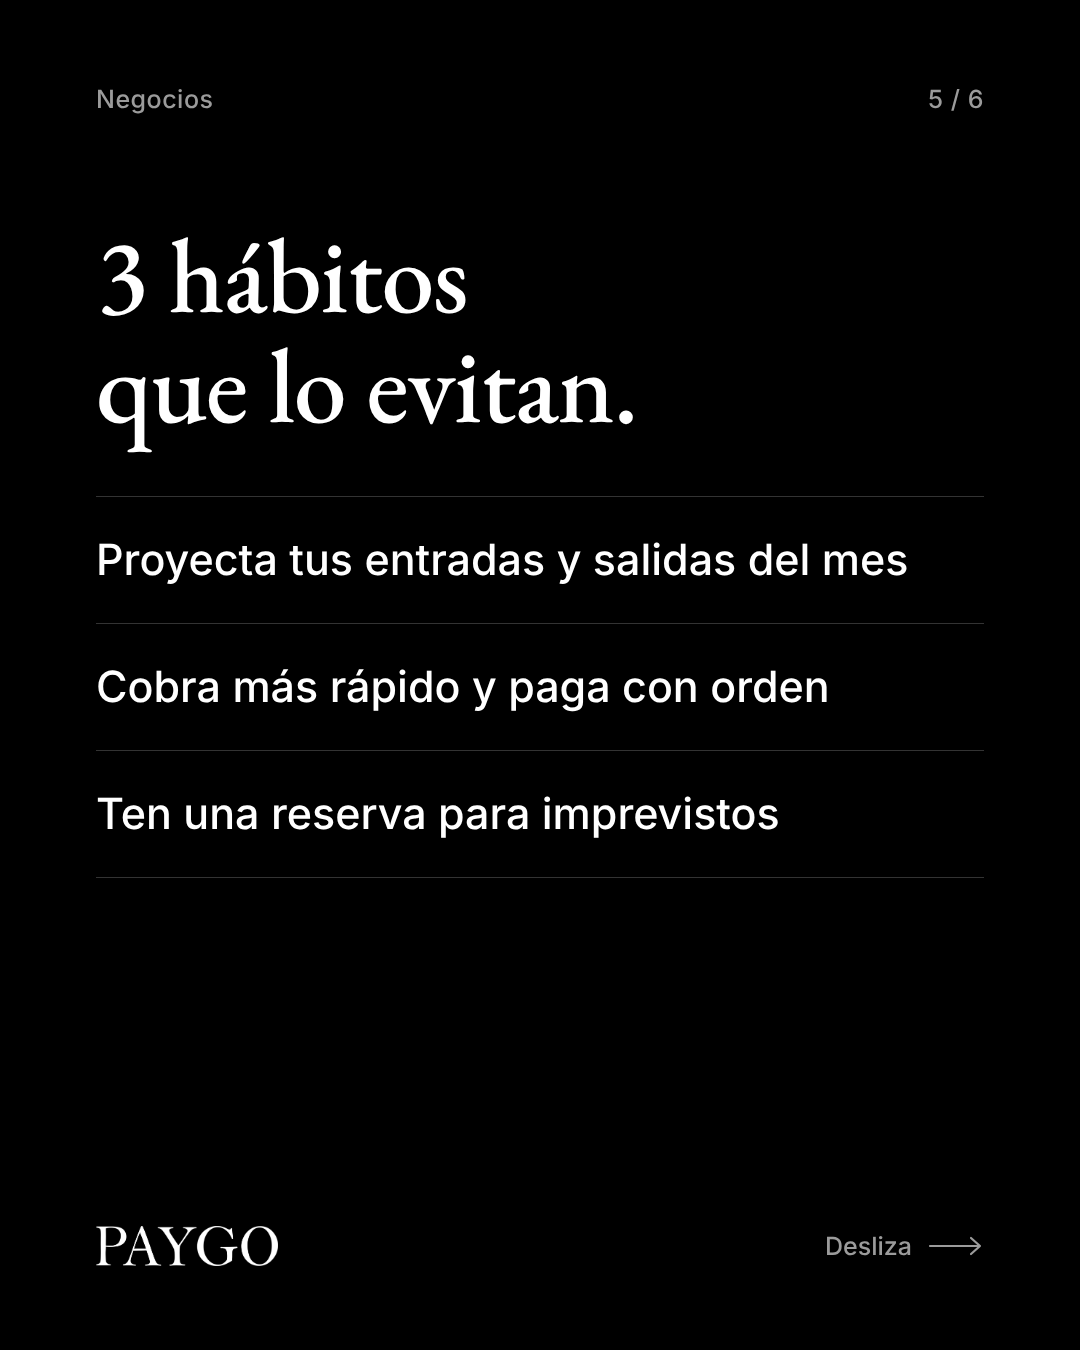 Negocios
5 / 6
3 hábitos
que lo evitan.
Proyecta tus entradas y salidas del mes
Cobra más rápido y paga con orden
Ten una reserva para imprevistos
PAYGO
Desliza